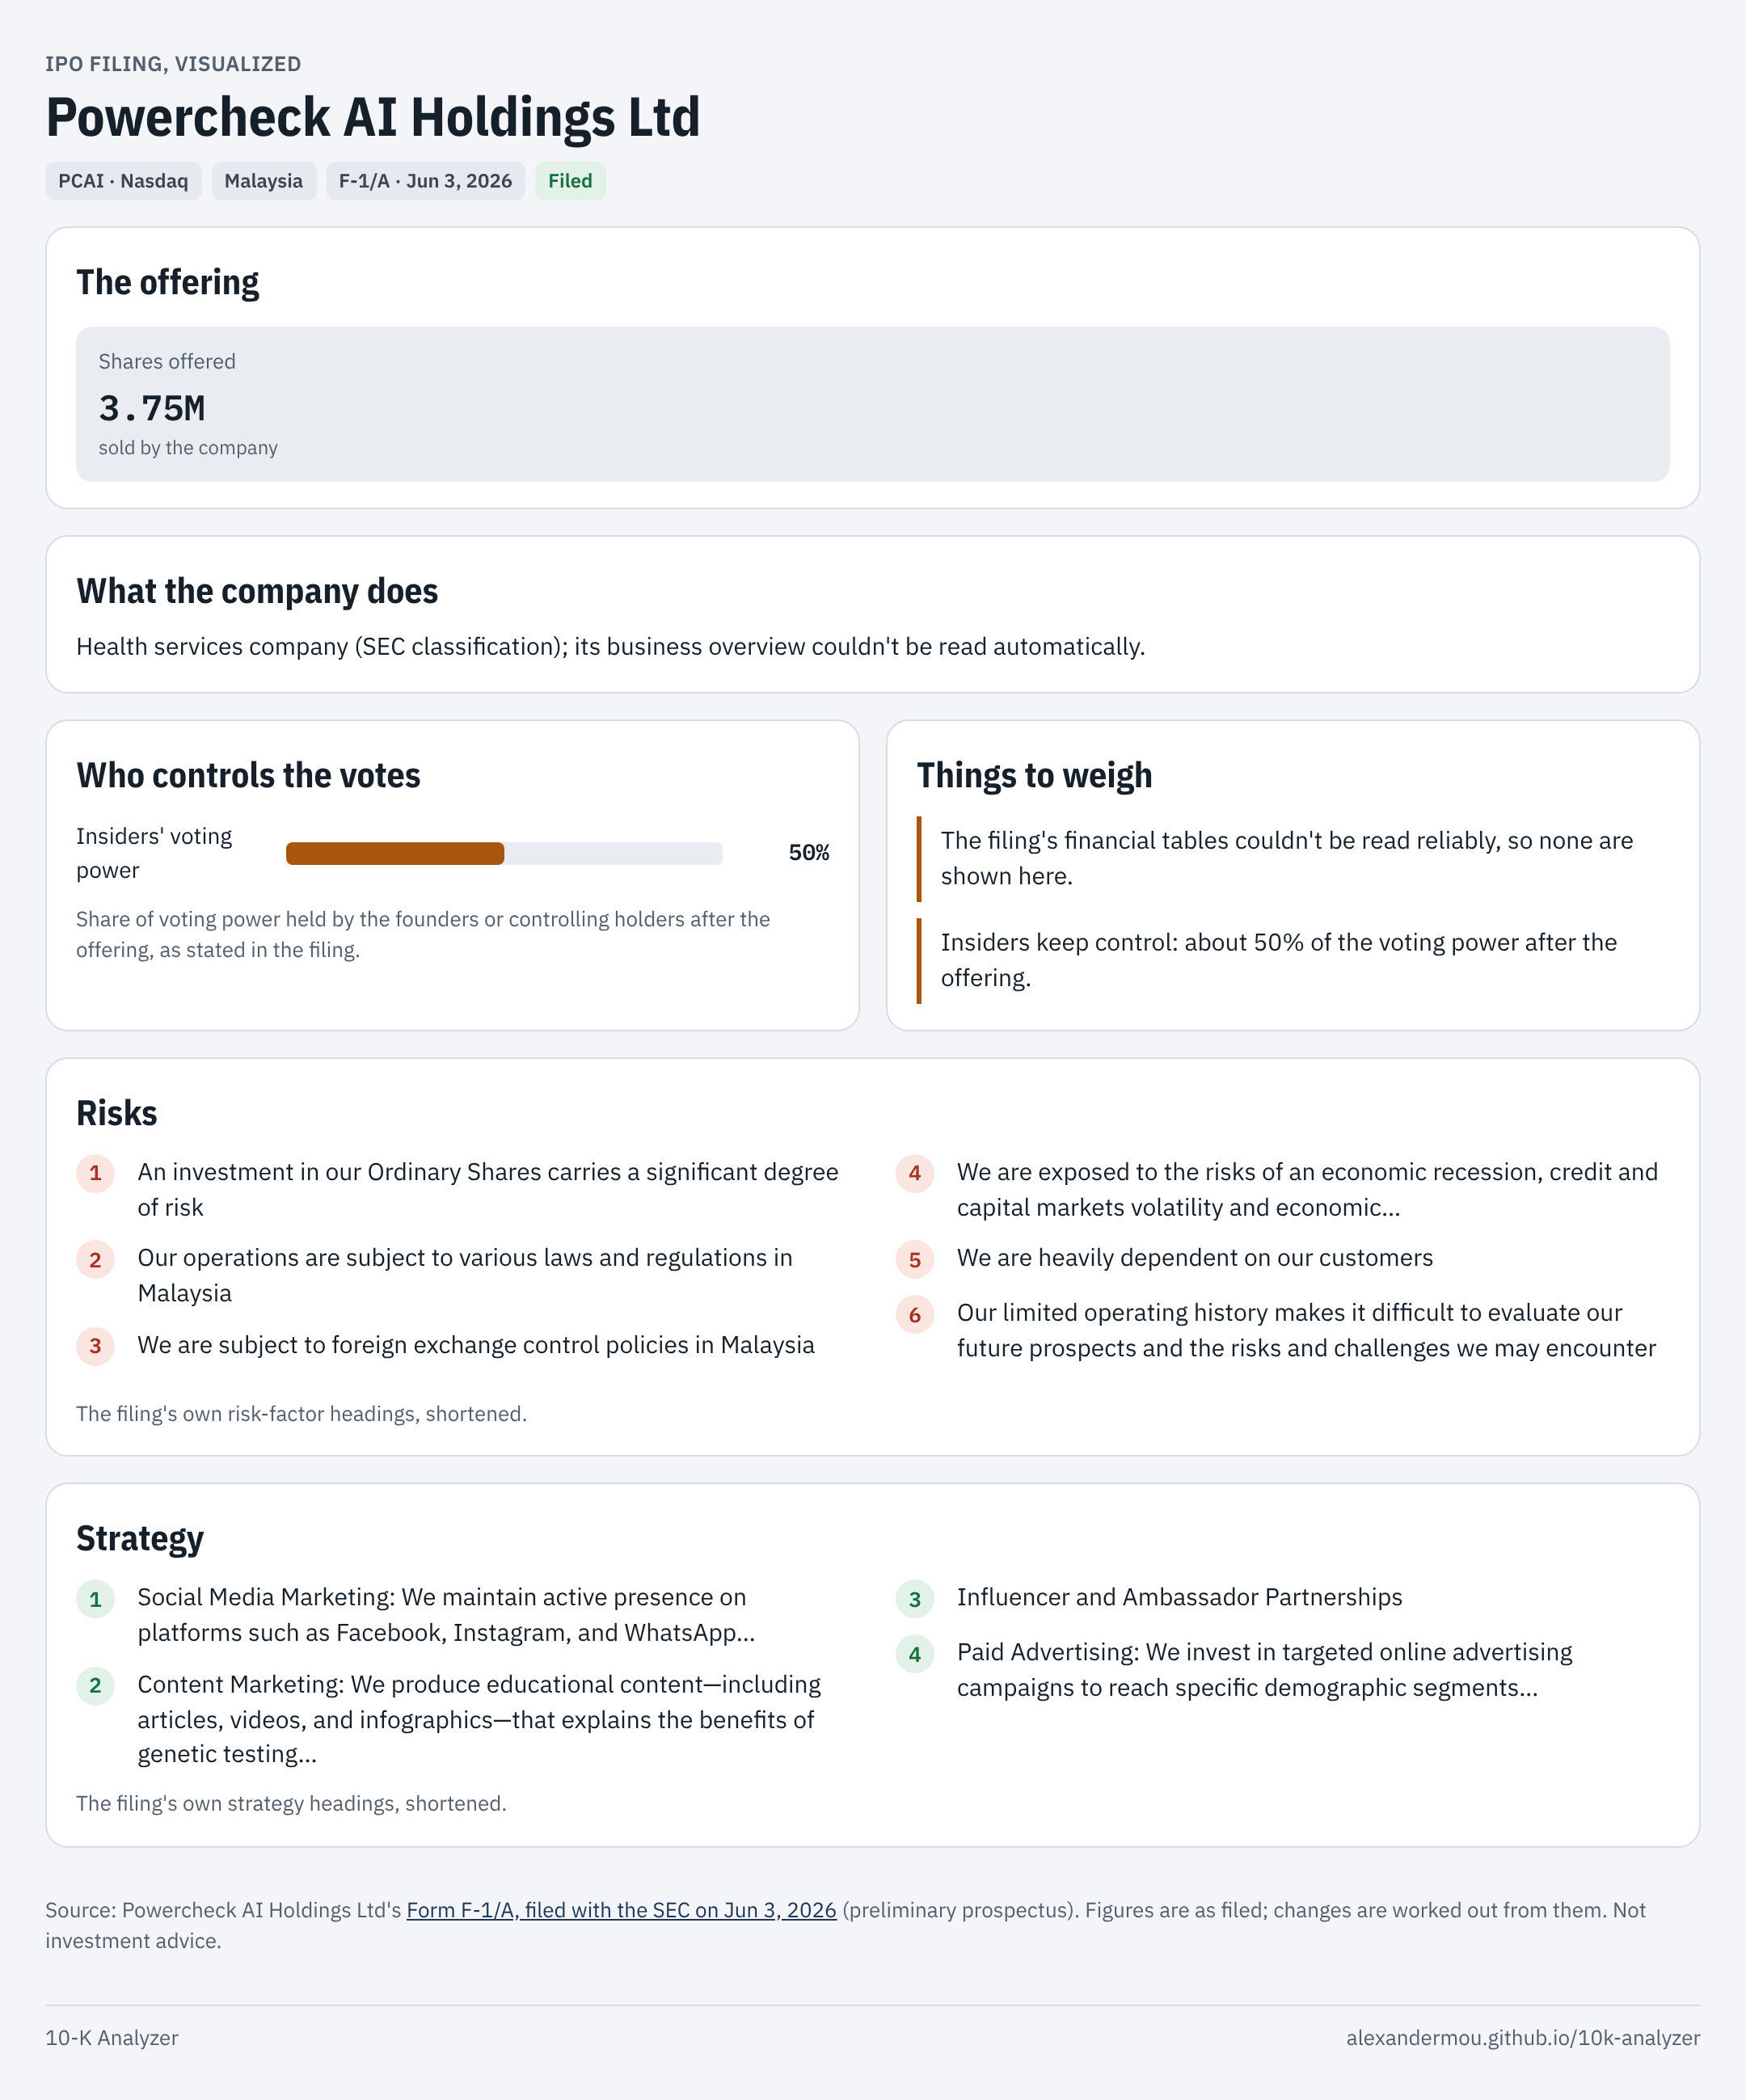 IPO FILING, VISUALIZED
Powercheck AI Holdings Ltd
PCAI · Nasdaq
Malaysia
F-1/A · Jun 3, 2026
Filed
The offering
Shares offered
3.75M
sold by the company
What the company does
Health services company (SEC classification); its business overview couldn't be read automatically.
Who controls the votes
Insiders' voting
power
50%
Share of voting power held by the founders or controlling holders after the
offering, as stated in the filing.
Things to weigh
The filing's financial tables couldn't be read reliably, so none are
shown here.
Insiders keep control: about 50% of the voting power after the
offering.
Risks
1 An investment in our Ordinary Shares carries a significant degree
of risk
2 Our operations are subject to various laws and regulations in
Malaysia
3 We are subject to foreign exchange control policies in Malaysia
4 We are exposed to the risks of an economic recession, credit and
capital markets volatility and economic...
5 We are heavily dependent on our customers
6 Our limited operating history makes it difficult to evaluate our
future prospects and the risks and challenges we may encounter
The filing's own risk-factor headings, shortened.
Strategy
1 Social Media Marketing: We maintain active presence on
platforms such as Facebook, Instagram, and WhatsApp...
2 Content Marketing: We produce educational content—including
articles, videos, and infographics—that explains the benefits of
genetic testing...
3 Influencer and Ambassador Partnerships
4 Paid Advertising: We invest in targeted online advertising
campaigns to reach specific demographic segments...
The filing's own strategy headings, shortened.
Source: Powercheck AI Holdings Ltd's Form F-1/A, filed with the SEC on Jun 3, 2026 (preliminary prospectus). Figures are as filed; changes are worked out from them. Not
investment advice.
10-K Analyzer
alexandermou.github.io/10k-analyzer